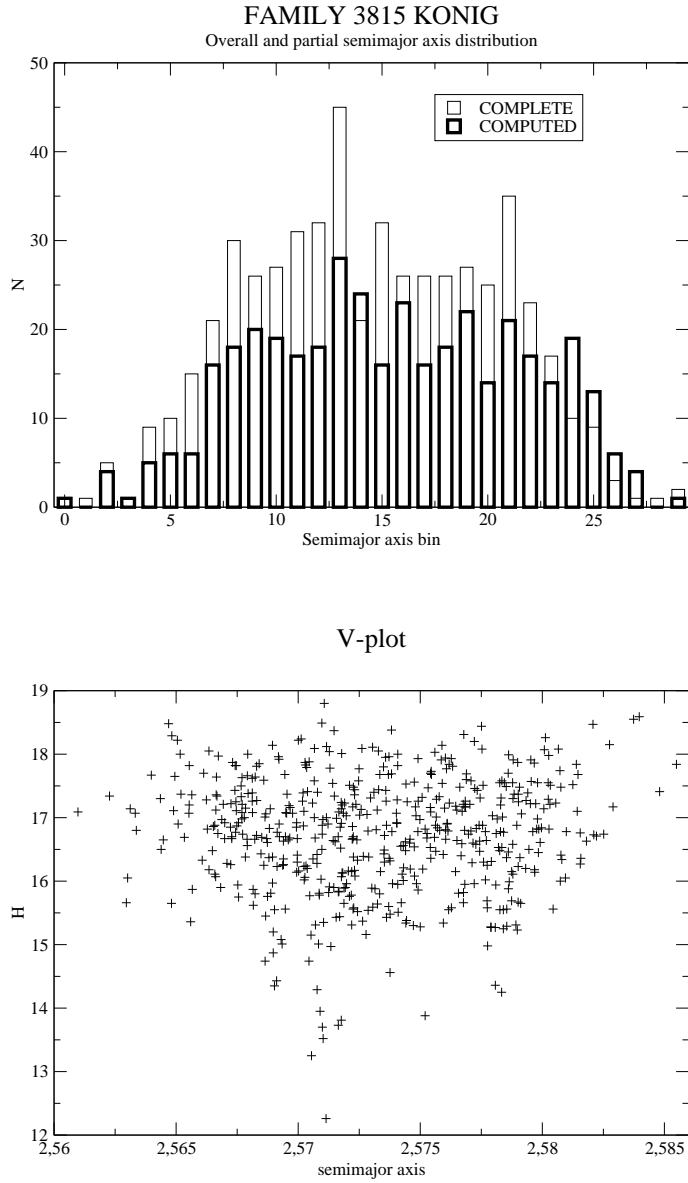 FAMILY 3815 KONIG
Overall and partial semimajor axis distribution
50
40
30
20
10
0
N
COMPLETE
COMPUTED
0 5 10 15 20 25
Semimajor axis bin
V-plot
19
18
17
16
15
14
13
12
H
2,56 2,565 2,57 2,575 2,58 2,585
semimajor axis